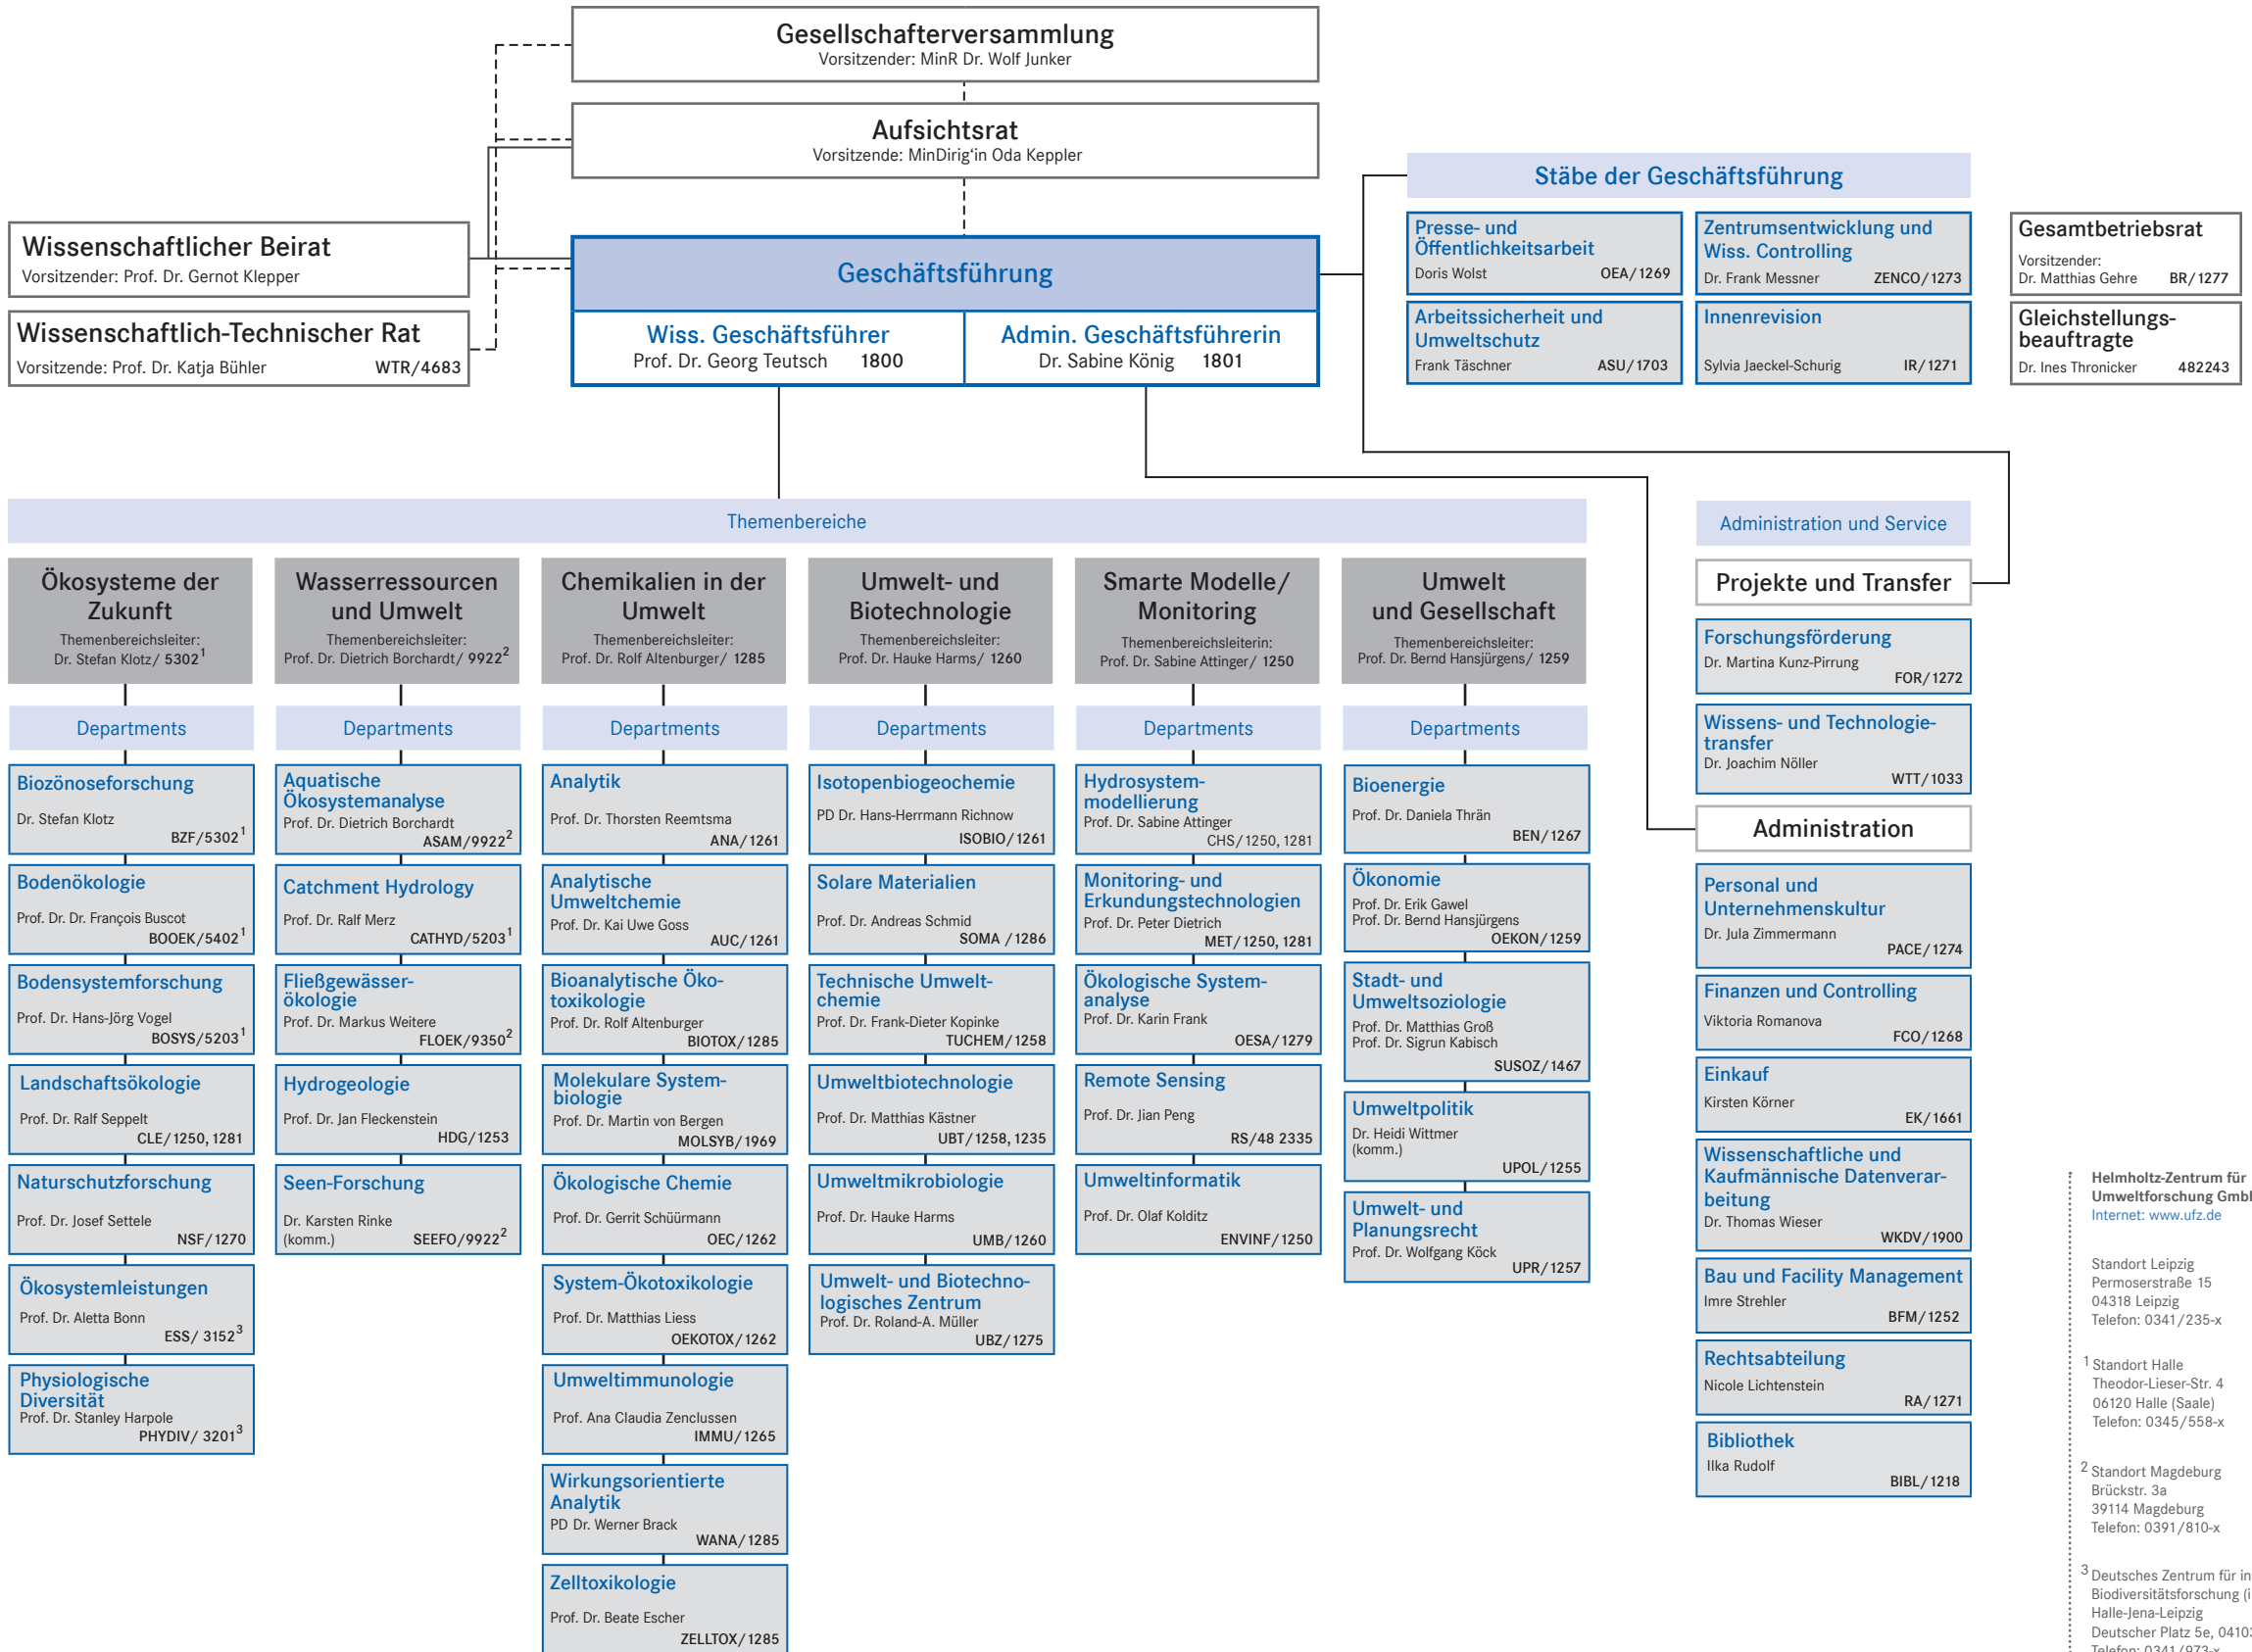 Gesellschafterversammlung
Vorsitzender: MinR Dr. Wolf Junker
Aufsichtsrat
Vorsitzende: MinDirig‘in Oda Keppler
Wissenschaftlicher Beirat
Vorsitzender: Prof. Dr. Gernot Klepper
Wissenschaftlich-Technischer Rat
Vorsitzende: Prof. Dr. Katja Bühler WTR/4683
Geschäftsführung
Wiss. Geschäftsführer
Prof. Dr. Georg Teutsch 1800
Admin. Geschäftsführerin
Dr. Sabine König 1801
Stäbe der Geschäftsführung
Presse- und
Öffentlichkeitsarbeit
Doris Wolst OEA/1269
Zentrumsentwicklung und
Wiss. Controlling
Dr. Frank Messner ZENCO/1273
Arbeitssicherheit und
Umweltschutz
Frank Täschner ASU/1703
Innenrevision
Sylvia Jaeckel-Schurig IR/1271
Gesamtbetriebsrat
Vorsitzender:
Dr. Matthias Gehre BR/1277
Gleichstellungs-
beauftragte
Dr. Ines Thronicker 482243
Themenbereiche
Ökosysteme der
Zukunft
Themenbereichsleiter:
Dr. Stefan Klotz/ 5302¹
Departments
Biozönoseforschung
Dr. Stefan Klotz
BZF/5302¹
Bodenökologie
Prof. Dr. Dr. François Buscot
BOOEK/5402¹
Bodensystemforschung
Prof. Dr. Hans-Jörg Vogel
BOSYS/5203¹
Landschaftsökologie
Prof. Dr. Ralf Seppelt
CLE/1250, 1281
Naturschutzforschung
Prof. Dr. Josef Settele
NSF/1270
Ökosystemleistungen
Prof. Dr. Aletta Bonn
ESS/ 3152³
Physiologische
Diversität
Prof. Dr. Stanley Harpole
PHYDIV/ 3201³
Wasserressourcen
und Umwelt
Themenbereichsleiter:
Prof. Dr. Dietrich Borchardt/ 9922²
Departments
Aquatische
Ökosystemanalyse
Prof. Dr. Dietrich Borchardt
ASAM/9922²
Catchment Hydrology
Prof. Dr. Ralf Merz
CATHYD/5203¹
Fließgewässer-
ökologie
Prof. Dr. Markus Weitere
FLOEK/9350²
Hydrogeologie
Prof. Dr. Jan Fleckenstein
HDG/1253
Seen-Forschung
Dr. Karsten Rinke
(komm.) SEEFO/9922²
Chemikalien in der
Umwelt
Themenbereichsleiter:
Prof. Dr. Rolf Altenburger/ 1285
Departments
Analytik
Prof. Dr. Thorsten Reemtsma
ANA/1261
Analytische
Umweltchemie
Prof. Dr. Kai Uwe Goss
AUC/1261
Bioanalytische Öko-
toxikologie
Prof. Dr. Rolf Altenburger
BIOTOX/1285
Molekulare System-
biologie
Prof. Dr. Martin von Bergen
MOLSYB/1969
Ökologische Chemie
Prof. Dr. Gerrit Schüürmann
OEC/1262
System-Ökotoxikologie
Prof. Dr. Matthias Liess
OEKOTOX/1262
Umweltimmunologie
Prof. Ana Claudia Zenclussen
IMMU/1265
Wirkungsorientierte
Analytik
PD Dr. Werner Brack
WANA/1285
Zelltoxikologie
Prof. Dr. Beate Escher
ZELLTOX/1285
Umwelt- und
Biotechnologie
Themenbereichsleiter:
Prof. Dr. Hauke Harms/ 1260
Departments
Isotopenbiogeochemie
PD Dr. Hans-Herrmann Richnow
ISOBIO/1261
Solare Materialien
Prof. Dr. Andreas Schmid
SOMA /1286
Technische Umwelt-
chemie
Prof. Dr. Frank-Dieter Kopinke
TUCHEM/1258
Umweltbiotechnologie
Prof. Dr. Matthias Kästner
UBT/1258, 1235
Umweltmikrobiologie
Prof. Dr. Hauke Harms
UMB/1260
Umwelt- und Biotechno-
logisches Zentrum
Prof. Dr. Roland-A. Müller
UBZ/1275
Smarte Modelle/
Monitoring
Themenbereichsleiterin:
Prof. Dr. Sabine Attinger/ 1250
Departments
Hydrosystem-
modellierung
Prof. Dr. Sabine Attinger
CHS/1250, 1281
Monitoring- und
Erkundungstechnologien
Prof. Dr. Peter Dietrich
MET/1250, 1281
Ökologische System-
analyse
Prof. Dr. Karin Frank
OESA/1279
Remote Sensing
Prof. Dr. Jian Peng
RS/48 2335
Umweltinformatik
Prof. Dr. Olaf Kolditz
ENVINF/1250
Umwelt
und Gesellschaft
Themenbereichsleiter:
Prof. Dr. Bernd Hansjürgens/ 1259
Departments
Bioenergie
Prof. Dr. Daniela Thrän
BEN/1267
Ökonomie
Prof. Dr. Erik Gawel
Prof. Dr. Bernd Hansjürgens
OEKON/1259
Stadt- und
Umweltsoziologie
Prof. Dr. Matthias Groß
Prof. Dr. Sigrun Kabisch
SUSOZ/1467
Umweltpolitik
Dr. Heidi Wittmer
(komm.)
UPOL/1255
Umwelt- und
Planungsrecht
Prof. Dr. Wolfgang Köck
UPR/1257
Administration und Service
Projekte und Transfer
Forschungsförderung
Dr. Martina Kunz-Pirrung
FOR/1272
Wissens- und Technologie-
transfer
Dr. Joachim Nöller
WTT/1033
Administration
Personal und
Unternehmenskultur
Dr. Jula Zimmermann
PACE/1274
Finanzen und Controlling
Viktoria Romanova
FCO/1268
Einkauf
Kirsten Körner
EK/1661
Wissenschaftliche und
Kaufmännische Datenverar-
beitung
Dr. Thomas Wieser
WKDV/1900
Bau und Facility Management
Imre Strehler
BFM/1252
Rechtsabteilung
Nicole Lichtenstein
RA/1271
Bibliothek
Ilka Rudolf
BIBL/1218
Helmholtz-Zentrum für
Umweltforschung
Internet: www.ufz.de
Standort Leipzig
Permoserstraße 15
04318 Leipzig
Telefon: 0341/235-x
¹ Standort Halle
Theodor-Lieser-Str. 4
06120 Halle (Saale)
Telefon: 0345/558-x
² Standort Magdeburg
Brückstr. 3a
39114 Magdeburg
Telefon: 0391/810-x
³ Deutsches Zentrum für
Biodiversitätsforschung
Halle-Jena-Leipzig
Deutscher Platz 5e,
Telefon: 0341/973-x